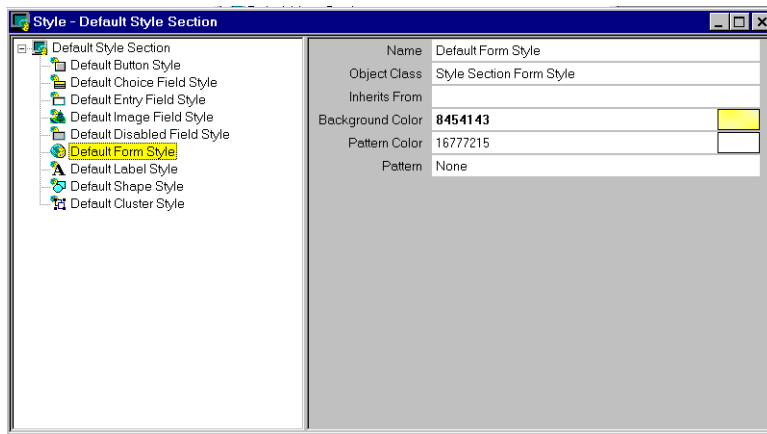 Style - Default Style Section
Default Style Section
Default Button Style
Default Choice Field Style
Default Entry Field Style
Default Image Field Style
Default Disabled Field Style
Default Form Style
Default Label Style
Default Shape Style
Default Cluster Style
Name Default Form Style
Object Class Style Section Form Style
Inherits From
Background Color 8454143
Pattern Color 16777215
Pattern None